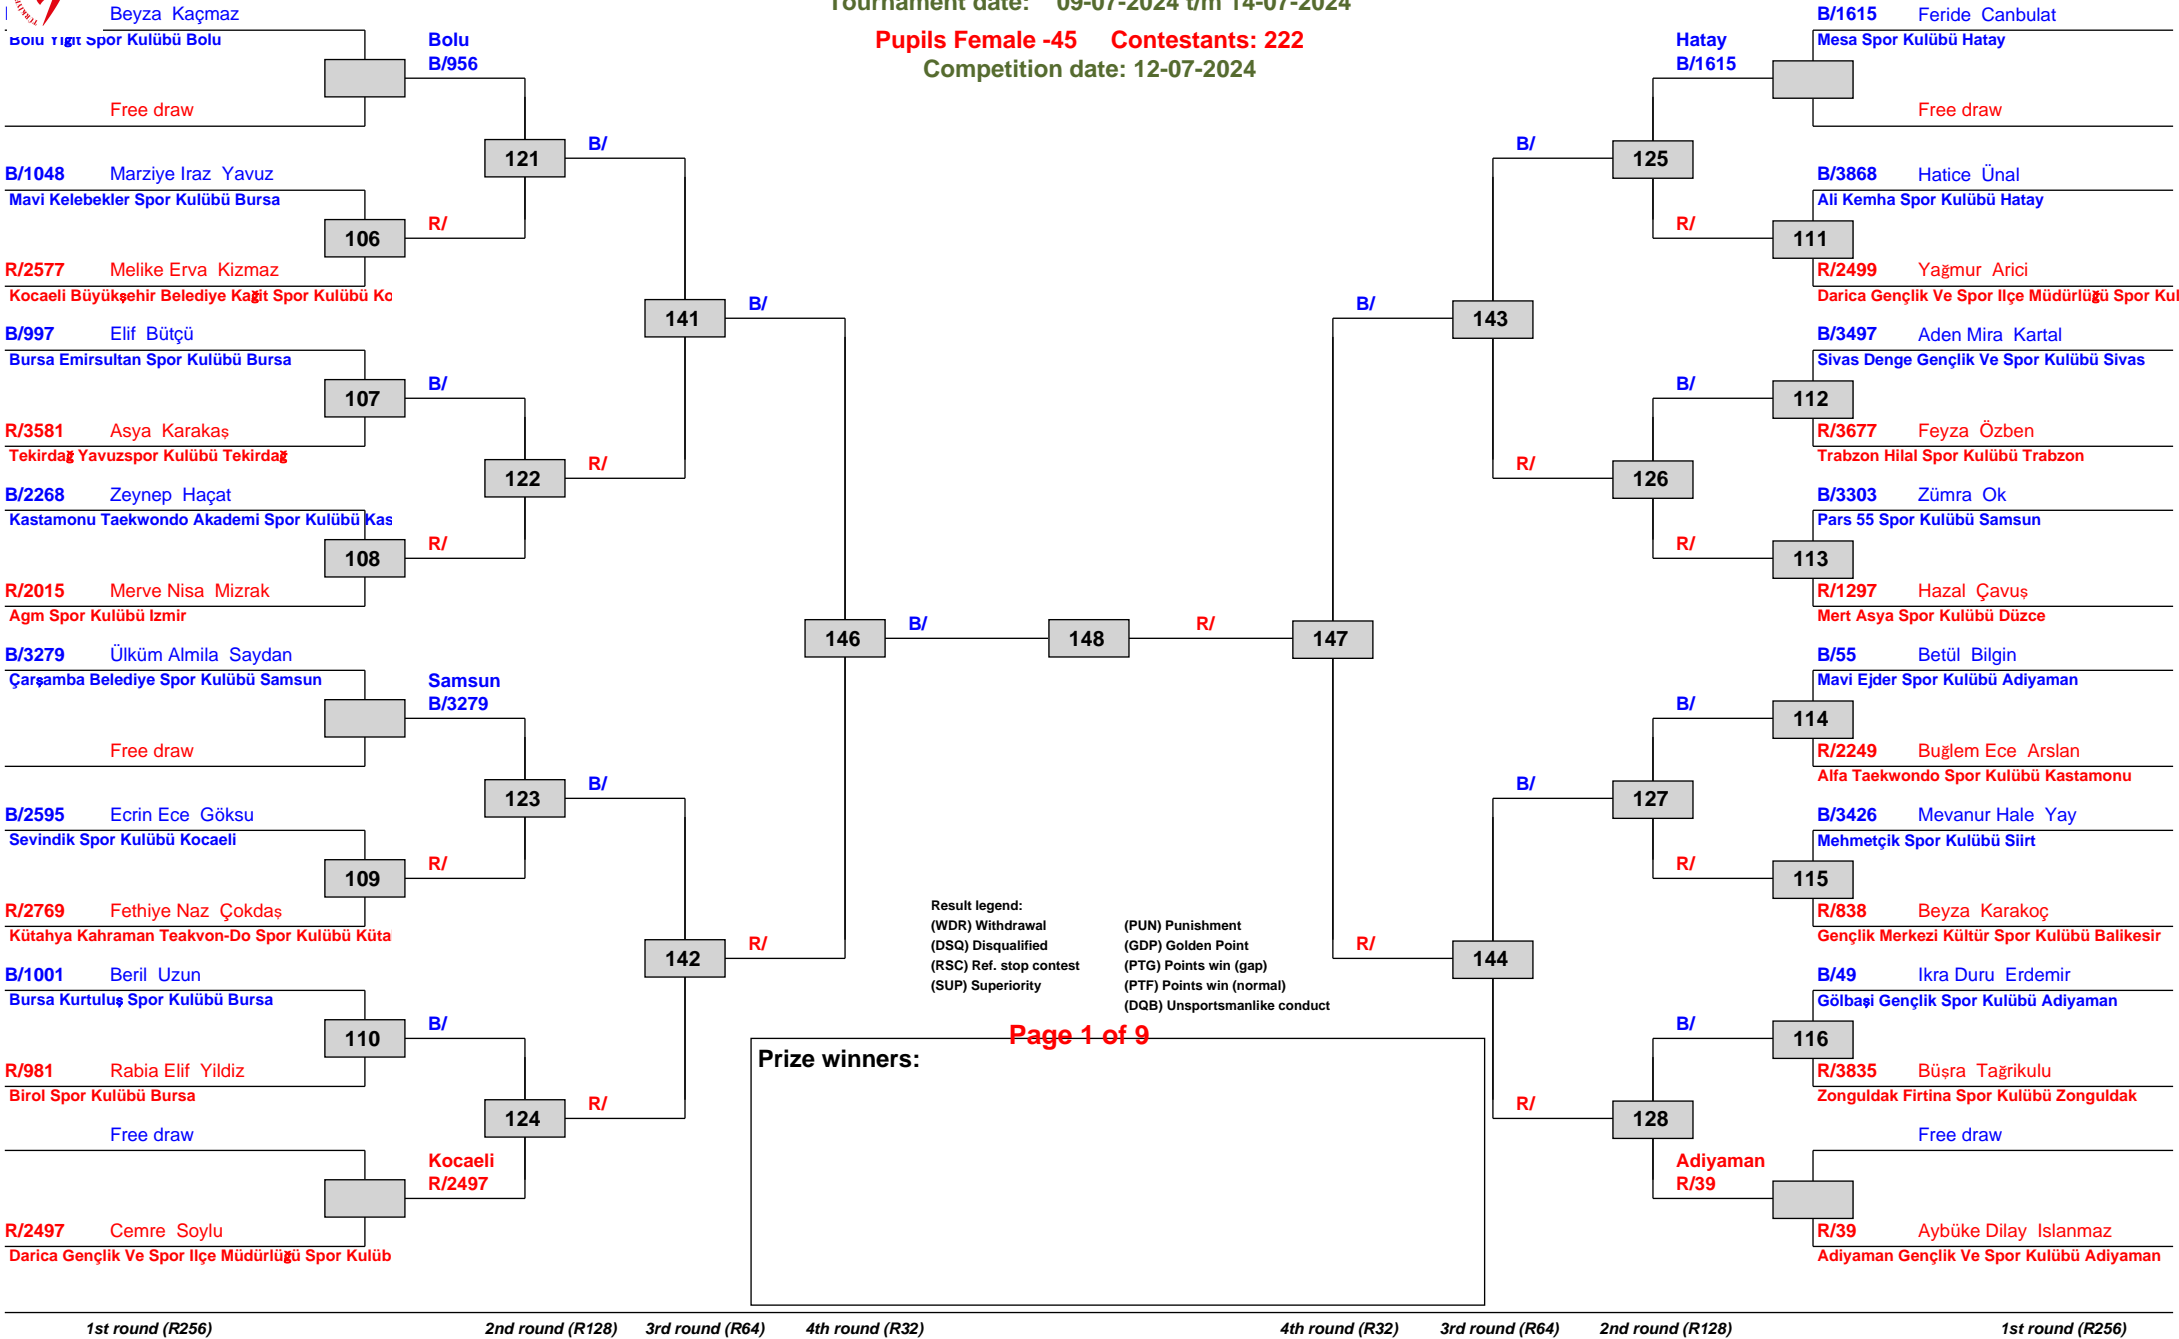 Tournament date: 09-07-2024 t/m 14-07-2024
Pupils Female -45 Contestants: 222
Competition date: 12-07-2024
Beyza Kaçmaz
Bolu Yiğit Spor Kulübü Bolu
Free draw
Bolu
B/956
B/1048 Marziye Iraz Yavuz
Mavi Kelebekler Spor Kulübü Bursa
106
R/2577 Melike Erva Kizmaz
Kocaeli Büyükşehir Belediye Kağit Spor Kulübü Ko
R/
121
B/
B/997 Elif Bütçü
Bursa Emirsultan Spor Kulübü Bursa
107
R/3581 Asya Karakaş
Tekirdağ Yavuzspor Kulübü Tekirdağ
B/
B/2268 Zeynep Haçat
Kastamonu Taekwondo Akademi Spor Kulübü Kas
108
R/2015 Merve Nisa Mizrak
Agm Spor Kulübü Izmir
R/
122
R/
141
B/
B/3279 Ülküm Almila Saydan
Çarşamba Belediye Spor Kulübü Samsun
Free draw
Samsun
B/3279
B/2595 Ecrin Ece Göksu
Sevindik Spor Kulübü Kocaeli
109
R/2769 Fethiye Naz Çokdaş
Kütahya Kahraman Teakvon-Do Spor Kulübü Küta
R/
123
B/
B/1001 Beril Uzun
Bursa Kurtuluş Spor Kulübü Bursa
110
R/981 Rabia Elif Yildiz
Birol Spor Kulübü Bursa
B/
Free draw
R/2497 Cemre Soylu
Darica Gençlik Ve Spor Ilçe Müdürlüğü Spor Kulüb
Kocaeli
R/2497
124
R/
142
R/
146
B/
148
R/
147
B/
143
B/
125
Hatay
B/1615
B/1615 Feride Canbulat
Mesa Spor Kulübü Hatay
Free draw
R/
111
B/3868 Hatice Ünal
Ali Kemha Spor Kulübü Hatay
R/2499 Yağmur Arici
Darica Gençlik Ve Spor Ilçe Müdürlüğü Spor Kul
R/
126
B/
112
B/3497 Aden Mira Kartal
Sivas Denge Gençlik Ve Spor Kulübü Sivas
R/3677 Feyza Özben
Trabzon Hilal Spor Kulübü Trabzon
R/
113
B/3303 Zümra Ok
Pars 55 Spor Kulübü Samsun
R/1297 Hazal Çavuş
Mert Asya Spor Kulübü Düzce
R/
144
B/
127
B/
114
B/55 Betül Bilgin
Mavi Ejder Spor Kulübü Adiyaman
R/2249 Buğlem Ece Arslan
Alfa Taekwondo Spor Kulübü Kastamonu
R/
115
B/3426 Mevanur Hale Yay
Mehmetçik Spor Kulübü Siirt
R/838 Beyza Karakoç
Gençlik Merkezi Kültür Spor Kulübü Balikesir
R/
128
B/
116
B/49 Ikra Duru Erdemir
Gölbaşi Gençlik Spor Kulübü Adiyaman
R/3835 Büşra Tağrikulu
Zonguldak Firtina Spor Kulübü Zonguldak
Adiyaman
R/39
Free draw
R/39 Aybüke Dilay Islanmaz
Adiyaman Gençlik Ve Spor Kulübü Adiyaman
Result legend:
(WDR) Withdrawal (PUN) Punishment
(DSQ) Disqualified (GDP) Golden Point
(RSC) Ref. stop contest (PTG) Points win (gap)
(SUP) Superiority (PTF) Points win (normal)
(DQB) Unsportsmanlike conduct
Page 1 of 9
Prize winners:
1st round (R256) 2nd round (R128) 3rd round (R64) 4th round (R32) 4th round (R32) 3rd round (R64) 2nd round (R128) 1st round (R256)